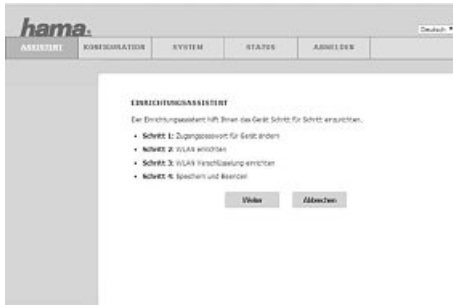 hama.
Deutsch
ASSISTENT KONFIGURATION SYSTEM STATUS ABMELDEN
EINRICHTUNGSASSISTENT
Der Einrichtungsassistent hilft Ihnen das Gerät Schritt für Schritt einzurichten.
• Schritt 1: Zugangspasswort für Gerät ändern
• Schritt 2: WLAN einrichten
• Schritt 3: WLAN Verschlüsselung einrichten
• Schritt 4: Speichern und Beenden
Weiter Abbrechen